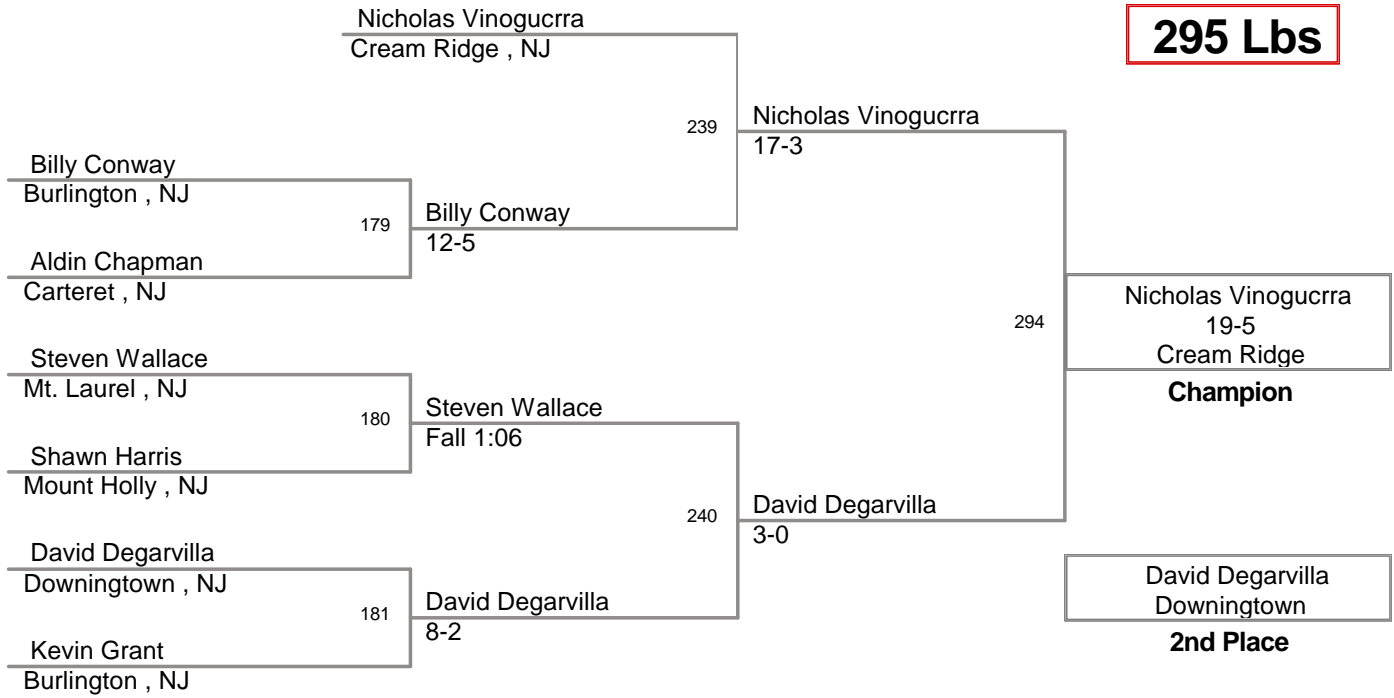 Nicholas Vinogucrra
Cream Ridge , NJ
295 Lbs
239
Nicholas Vinogucrra
17-3
Billy Conway
Burlington , NJ
179
Billy Conway
12-5
Aldin Chapman
Carteret , NJ
294
Nicholas Vinogucrra
19-5
Cream Ridge
Champion
Steven Wallace
Mt. Laurel , NJ
180
Steven Wallace
Fall 1:06
Shawn Harris
Mount Holly , NJ
240
David Degarvilla
3-0
David Degarvilla
Downingtown , NJ
181
David Degarvilla
8-2
Kevin Grant
Burlington , NJ
David Degarvilla
Downingtown
2nd Place